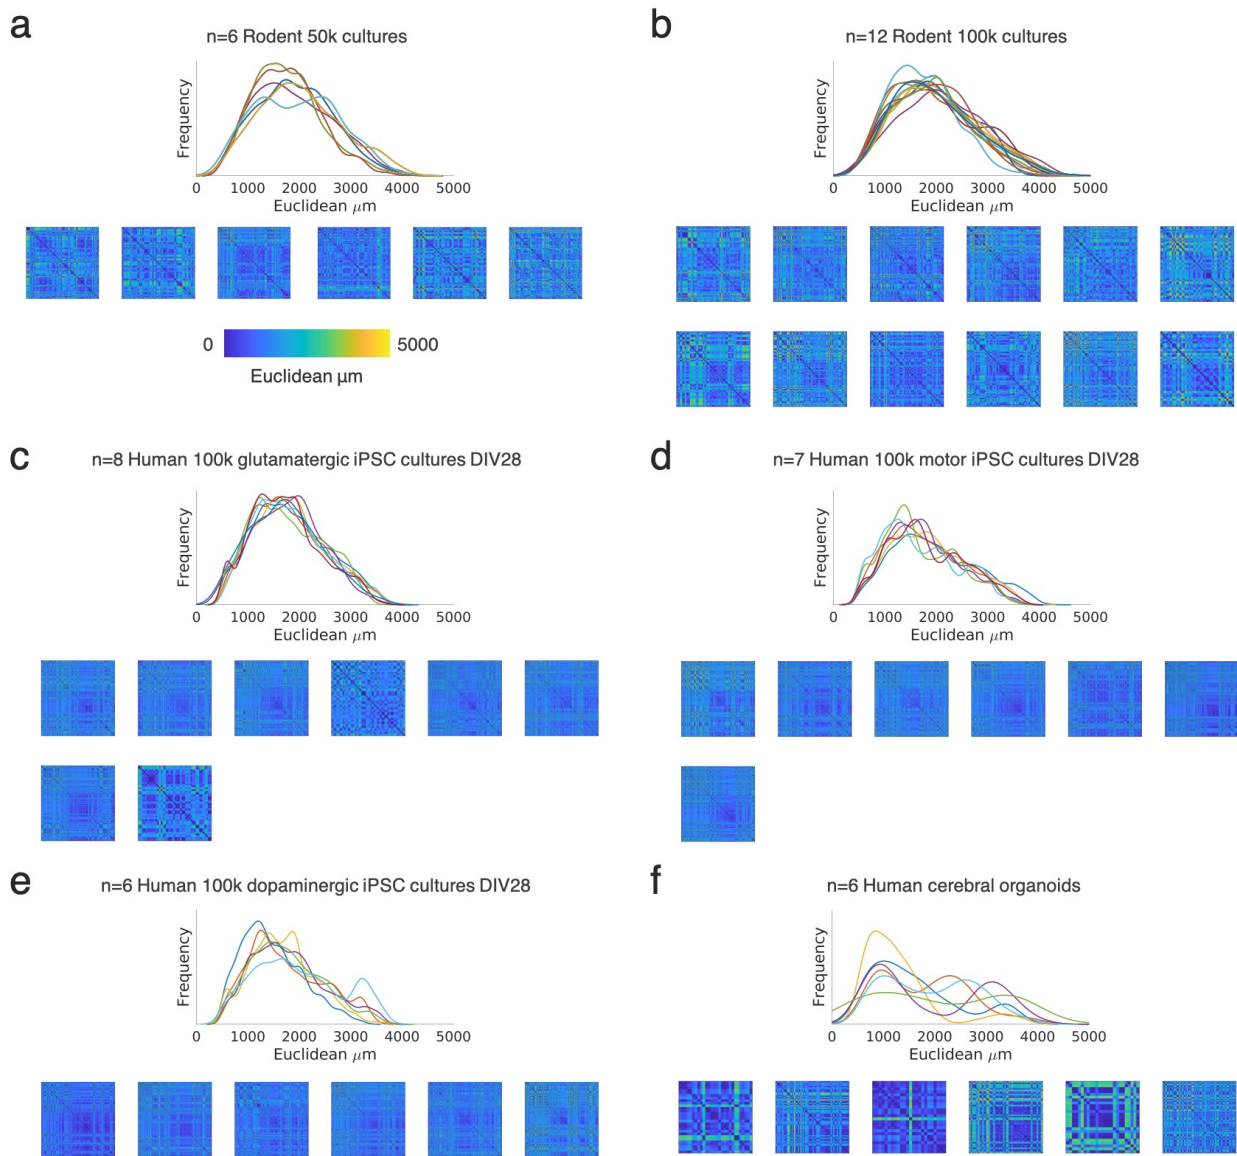 a
n=6 Rodent 50k cultures
Frequency
0 1000 2000 3000 4000 5000
Euclidean μm
0 5000
Euclidean μm
b
n=12 Rodent 100k cultures
Frequency
0 1000 2000 3000 4000 5000
Euclidean μm
c
n=8 Human 100k glutamatergic iPSC cultures DIV28
Frequency
0 1000 2000 3000 4000 5000
Euclidean μm
d
n=7 Human 100k motor iPSC cultures DIV28
Frequency
0 1000 2000 3000 4000 5000
Euclidean μm
e
n=6 Human 100k dopaminergic iPSC cultures DIV28
Frequency
0 1000 2000 3000 4000 5000
Euclidean μm
f
n=6 Human cerebral organoids
Frequency
0 1000 2000 3000 4000 5000
Euclidean μm